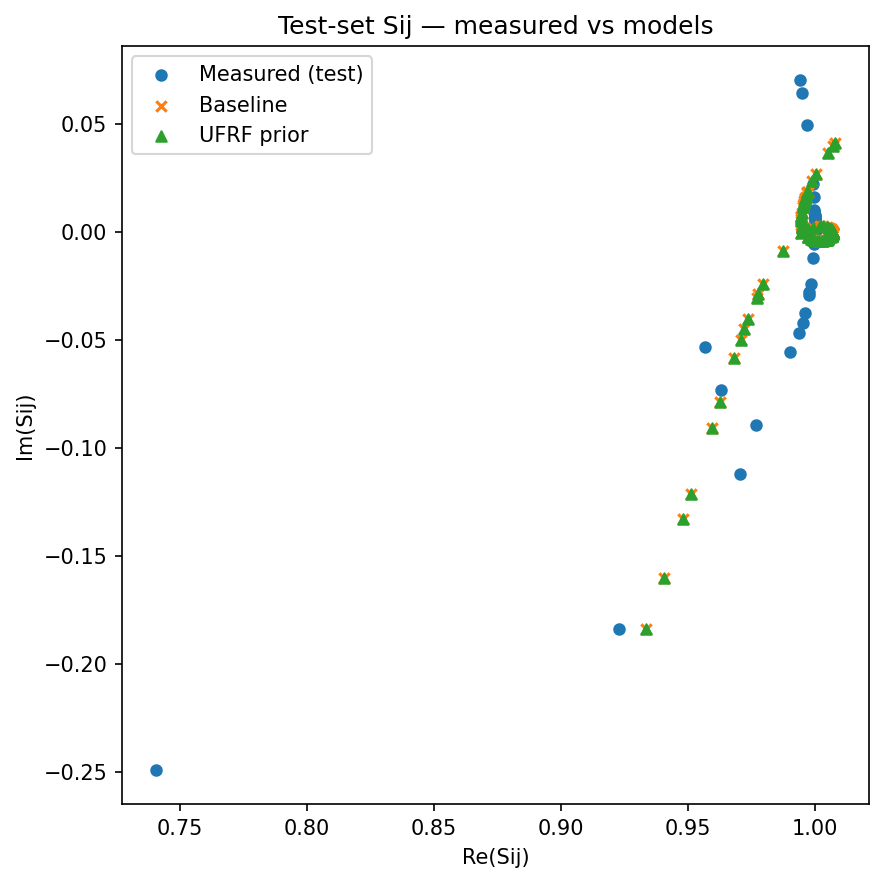 Test-set Sij — measured vs models
Measured (test)
Baseline
UFRF prior
0.05
0.00
−0.05
−0.10
−0.15
−0.20
−0.25
Im(Sij)
0.75
0.80
0.85
0.90
0.95
1.00
Re(Sij)